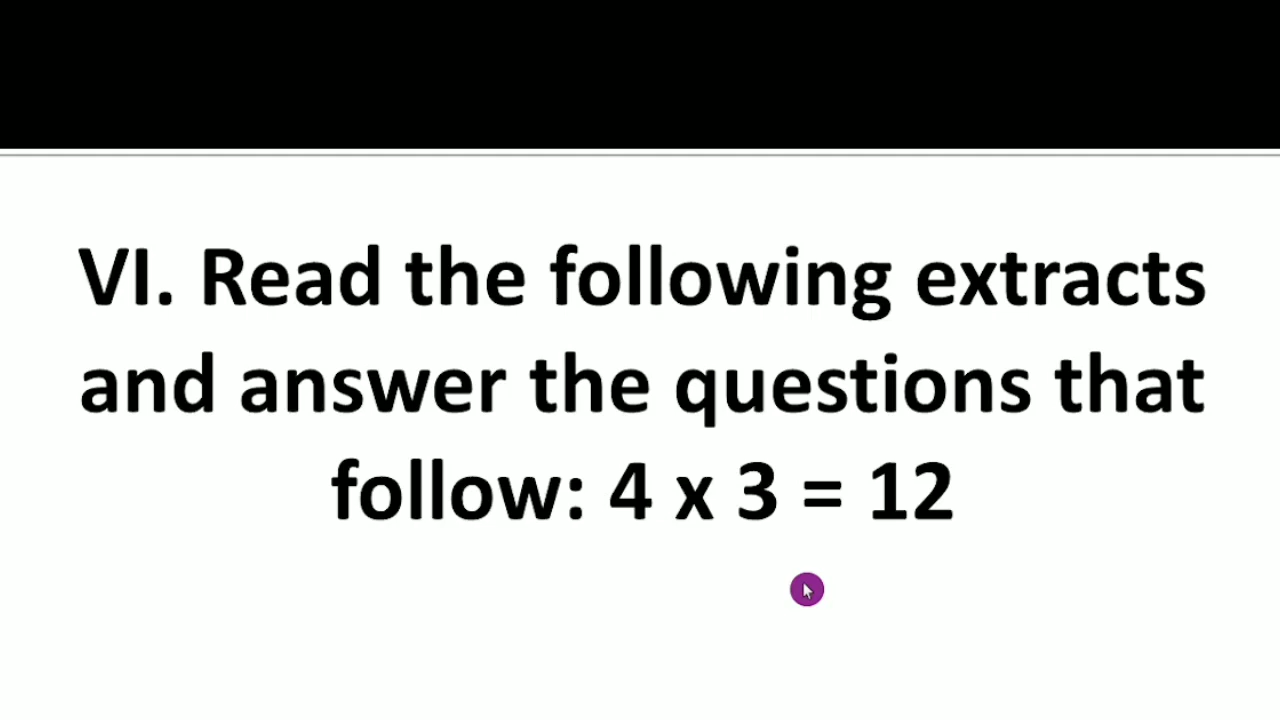 VI. Read the following extracts
and answer the questions that
follow: 4 x 3 = 12